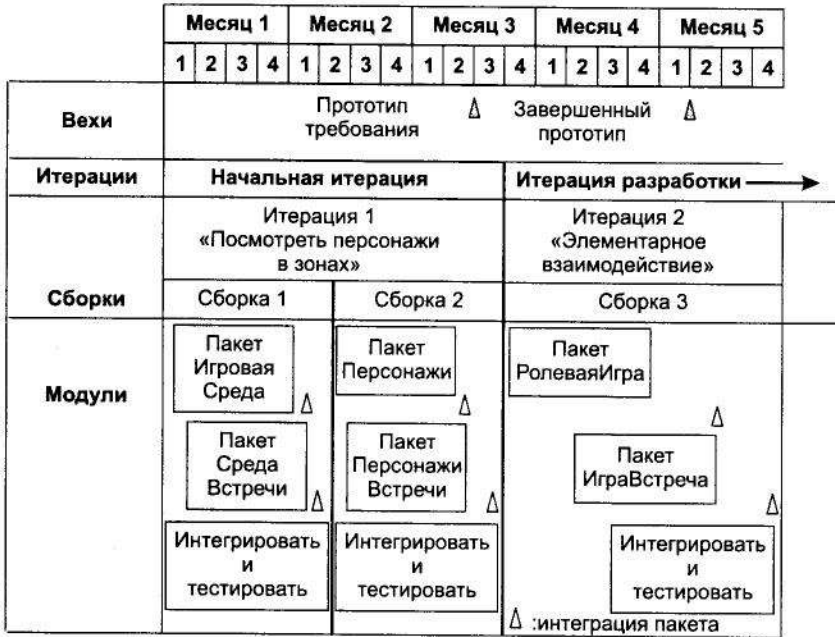 Месяц 1 Месяц 2 Месяц 3 Месяц 4 Месяц 5
1 2 3 4 1 2 3 4 1 2 3 4 1 2 3 4 1 2 3 4
Вехи
Прототип
требования
Завершенный
прототип
Итерации
Начальная итерация
Итерация разработки
Итерация 1
«Посмотреть персонажи
в зонах»
Итерация 2
«Элементарное
взаимодействие»
Сборки
Сборка 1
Сборка 2
Сборка 3
Модули
Пакет
Игровая
Среда
Пакет
Персонажи
Пакет
РолеваяИгра
Пакет
Среда
Встречи
Пакет
Персонажи
Встречи
Пакет
ИграВстреча
Интегрировать
и
тестировать
Интегрировать
и
тестировать
Интегрировать
и
тестировать
:интеграция пакета